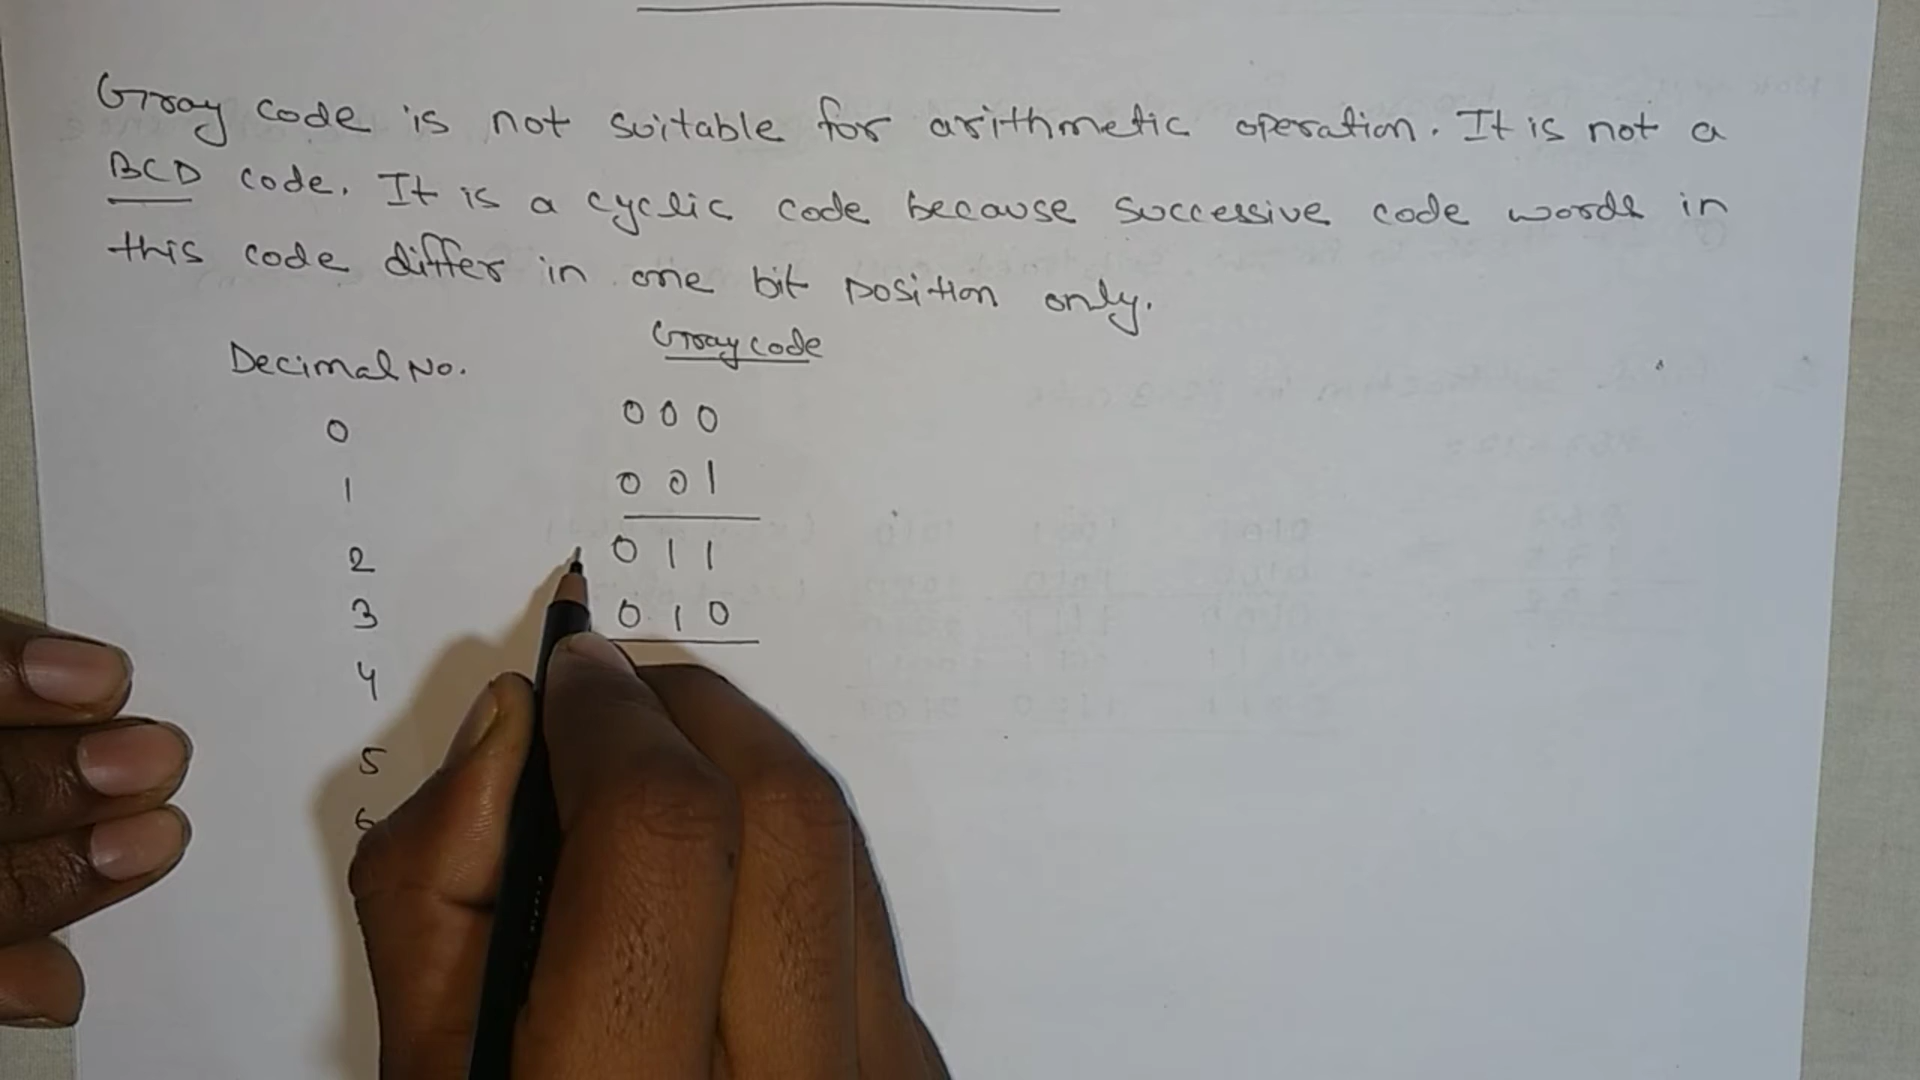 Gray code is not suitable for arithmetic operation. It is not a
BCD code. It is a cyclic code because successive code words in
this code differ in one bit position only.
Decimal No. Gray code
0 000
1 001
2 011
3 010
4
5
6